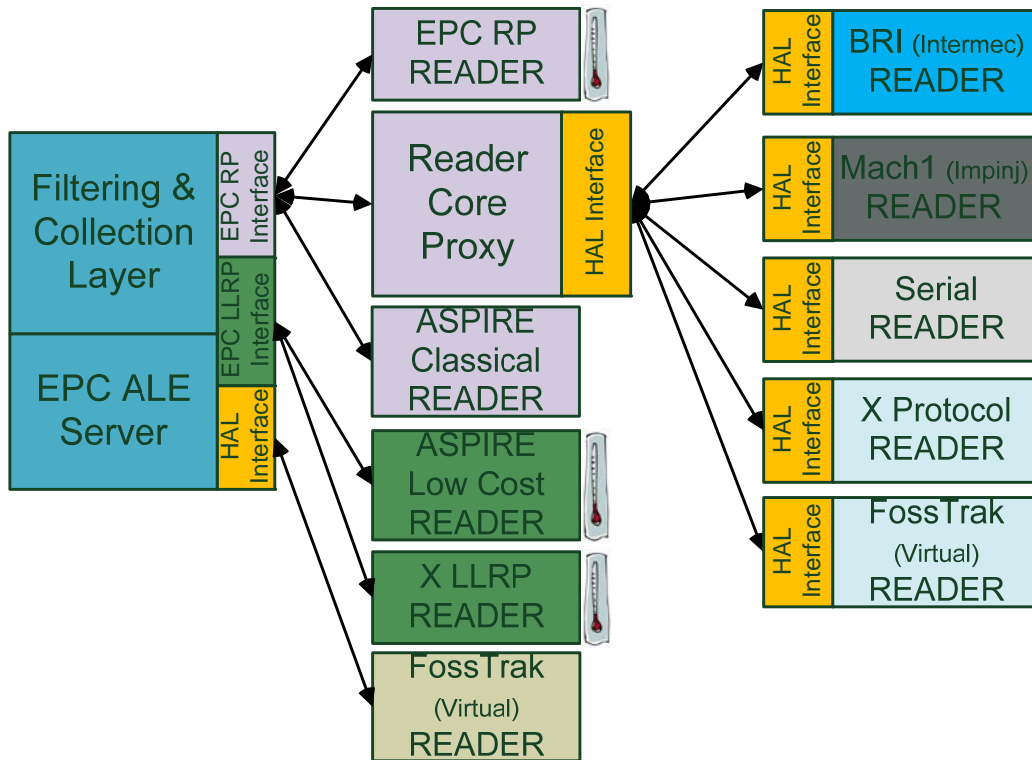 Filtering &
Collection
Layer
EPC ALE
Server
EPC RP
Interface
EPC LLRP
Interface
HAL
Interface
EPC RP
READER
Reader
Core
Proxy
HAL Interface
ASPIRE
Classical
READER
ASPIRE
Low Cost
READER
X LLRP
READER
FossTrak
(Virtual)
READER
HAL
Interface
BRI (Intermec)
READER
HAL
Interface
Mach1 (Impinj)
READER
HAL
Interface
Serial
READER
HAL
Interface
X Protocol
READER
HAL
Interface
FossTrak
(Virtual)
READER